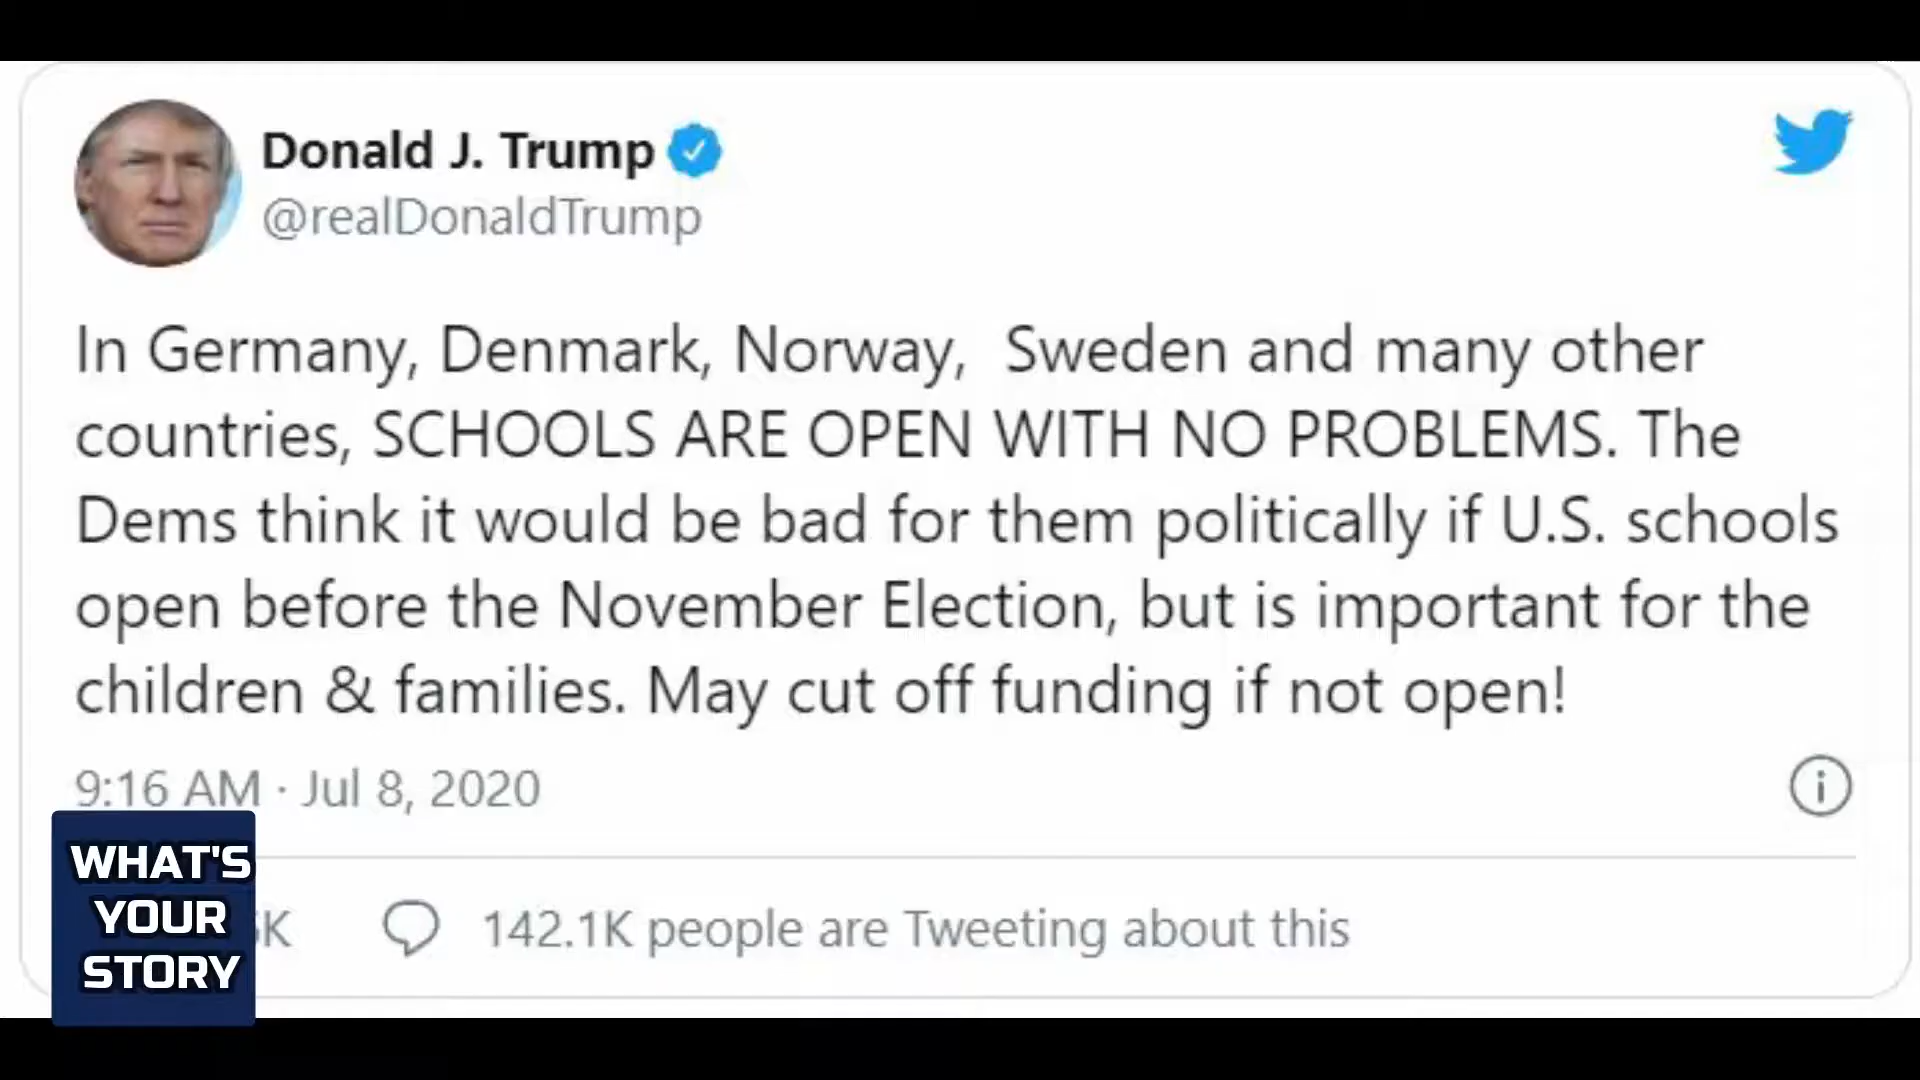 Donald J. Trump
@realDonaldTrump
In Germany, Denmark, Norway,  Sweden and many other
countries, SCHOOLS ARE OPEN WITH NO PROBLEMS. The
Dems think it would be bad for them politically if U.S. schools
open before the November Election, but is important for the
children & families. May cut off funding if not open!
9:16 AM · Jul 8, 2020
142.1K people are Tweeting about this
WHAT'S
YOUR
STORY